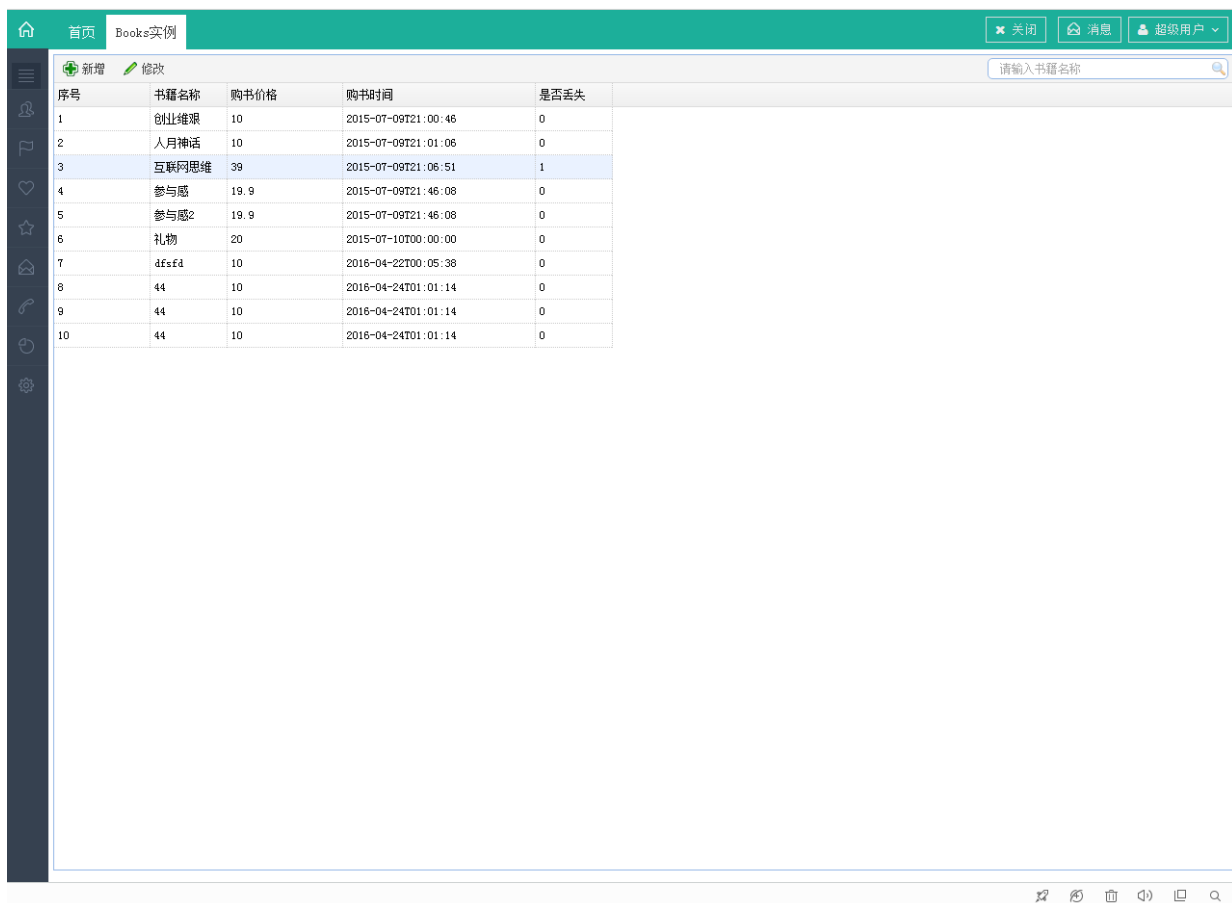 首页 Books实例 关闭 消息 超级用户
新增 修改 请输入书籍名称
序号 书籍名称 购书价格 购书时间 是否丢失
1 创业维艰 10 2015-07-09T21:00:46 0
2 人月神话 10 2015-07-09T21:01:06 0
3 互联网思维 39 2015-07-09T21:06:51 1
4 参与感 19.9 2015-07-09T21:46:08 0
5 参与感2 19.9 2015-07-09T21:46:08 0
6 礼物 20 2015-07-10T00:00:00 0
7 dfsfd 10 2016-04-22T00:05:38 0
8 44 10 2016-04-24T01:01:14 0
9 44 10 2016-04-24T01:01:14 0
10 44 10 2016-04-24T01:01:14 0